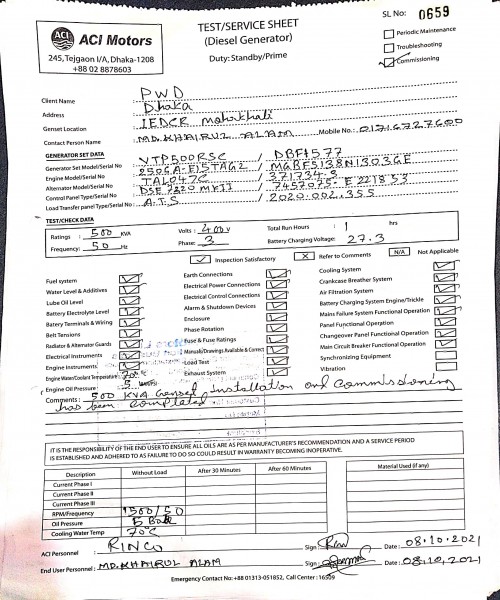 TEST/SERVICE SHEET
(Diesel Generator)
Duty: Standby/Prime
SL No: 0659
ACI
ACI Motors
245, Tejgaon I/A, Dhaka-1208
+88 02 8878603
Periodic Maintenance
Troubleshooting
Commissioning
Client Name PWD
Address Dhaka
Genset Location IEDCR Mohakhali
Contact Person Name MD. KHAIRUL ALAM Mobile No.: 01716727600
GENERATOR SET DATA
Generator Set Model/Serial No VTP500RSC / DBF1577
Engine Model/Serial No 2506A-E15TAG2 / MGBF5138N13036E
Alternator Model/Serial No TAL047C / 371734-3
Control Panel Type/Serial No DSE 7320 MKII / 7457075-E221853
Load Transfer panel Type/Serial No A.T.S / 2020.002.355
TEST/CHECK DATA
Ratings : 500 KVA Volts : 400v Total Run Hours : 1 hrs
Frequency : 50 Hz Phase : 3 Battery Charging Voltage: 27.3
✓ Inspection Satisfactory X Refer to Comments N/A Not Applicable
Fuel system
Water Level & Additives
Lube Oil Level
Battery Electrolyte Level
Battery Terminals & Wiring
Belt Tensions
Radiator & Alternator Guards
Electrical Instruments
Engine Instruments
Engine Water/Coolant Temperature: 70°C
Engine Oil Pressure : 5
Earth Connections
Electrical Power Connections
Electrical Control Connections
Alarm & Shutdown Devices
Enclosure
Phase Rotation
Fuse & Fuse Ratings
Manuals/Drawings Available & Correct
Load Test
Exhaust System
Cooling System
Crankcase Breather System
Air Filtration System
Battery Charging System Engine/Trickle
Mains Failure System Functional Operation
Panel Functional Operation
Changeover Panel Functional Operation
Main Circuit Breaker Functional Operation
Synchronizing Equipment
Vibration
Comments : 500 KVA Genset Installation and Commissioning
has been completed.
IT IS THE RESPONSIBILITY OF THE END USER TO ENSURE ALL OILS ARE AS PER MANUFACTURER'S RECOMMENDATION AND A SERVICE PERIOD
IS ESTABLISHED AND ADHERED TO AS FAILURE TO DO SO COULD RESULT IN WARRANTY BECOMING INOPERATIVE.
Description Without Load After 30 Minutes After 60 Minutes Material Used (if any)
Current Phase I
Current Phase II
Current Phase III
RPM/Frequency 1500/50
Oil Pressure 5 Bar
Cooling Water Temp 70°C
ACI Personnel : RINCO Sign : Date : 08.10.2021
End User Personnel : MD. KHAIRUL ALAM Sign : Date : 08.10.2021
Emergency Contact No: +88 01313-051852, Call Center : 16509